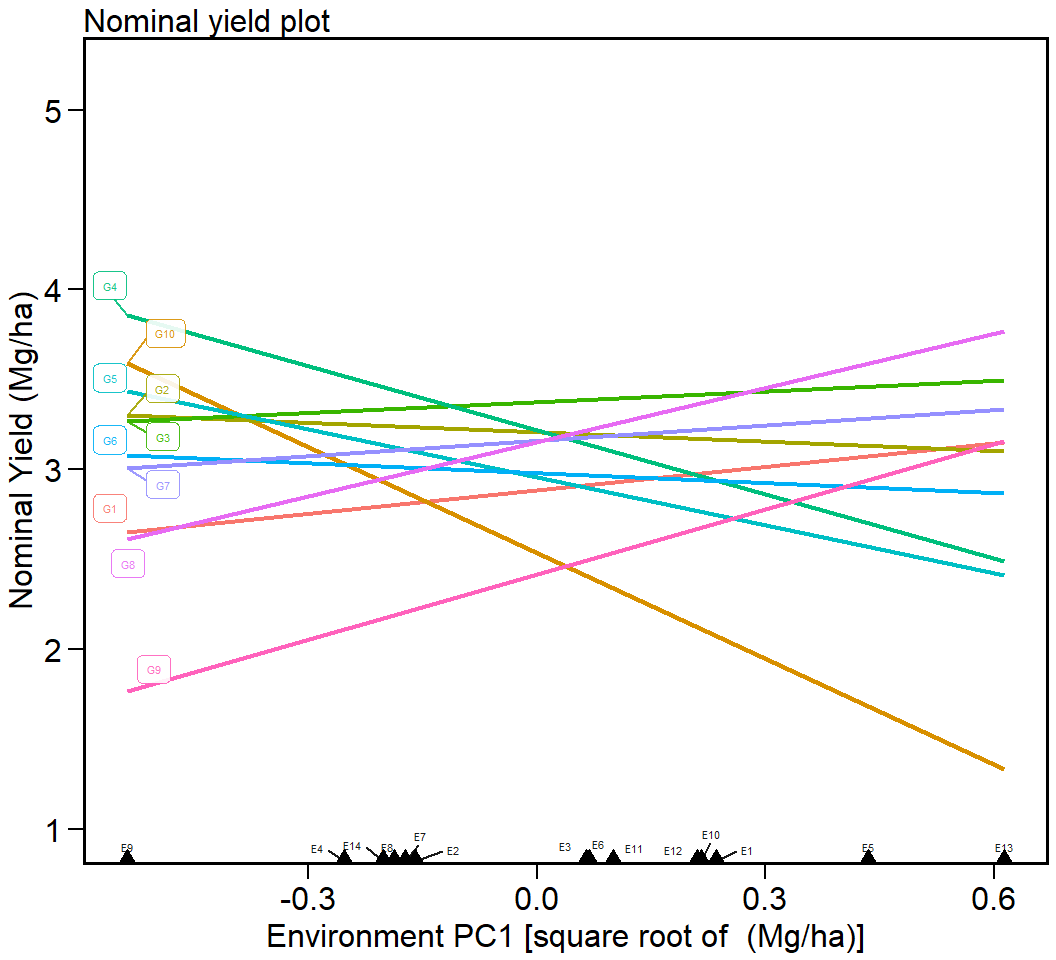 Nominal yield plot
Nominal Yield (Mg/ha)
5
4
3
2
1
G4
G10
G5
G2
G3
G6
G7
G1
G8
G9
E9
E4
E14
E8
E7
E2
E3
E6
E11
E12
E10
E1
E5
E13
-0.3
0.0
0.3
0.6
Environment PC1 [square root of  (Mg/ha)]